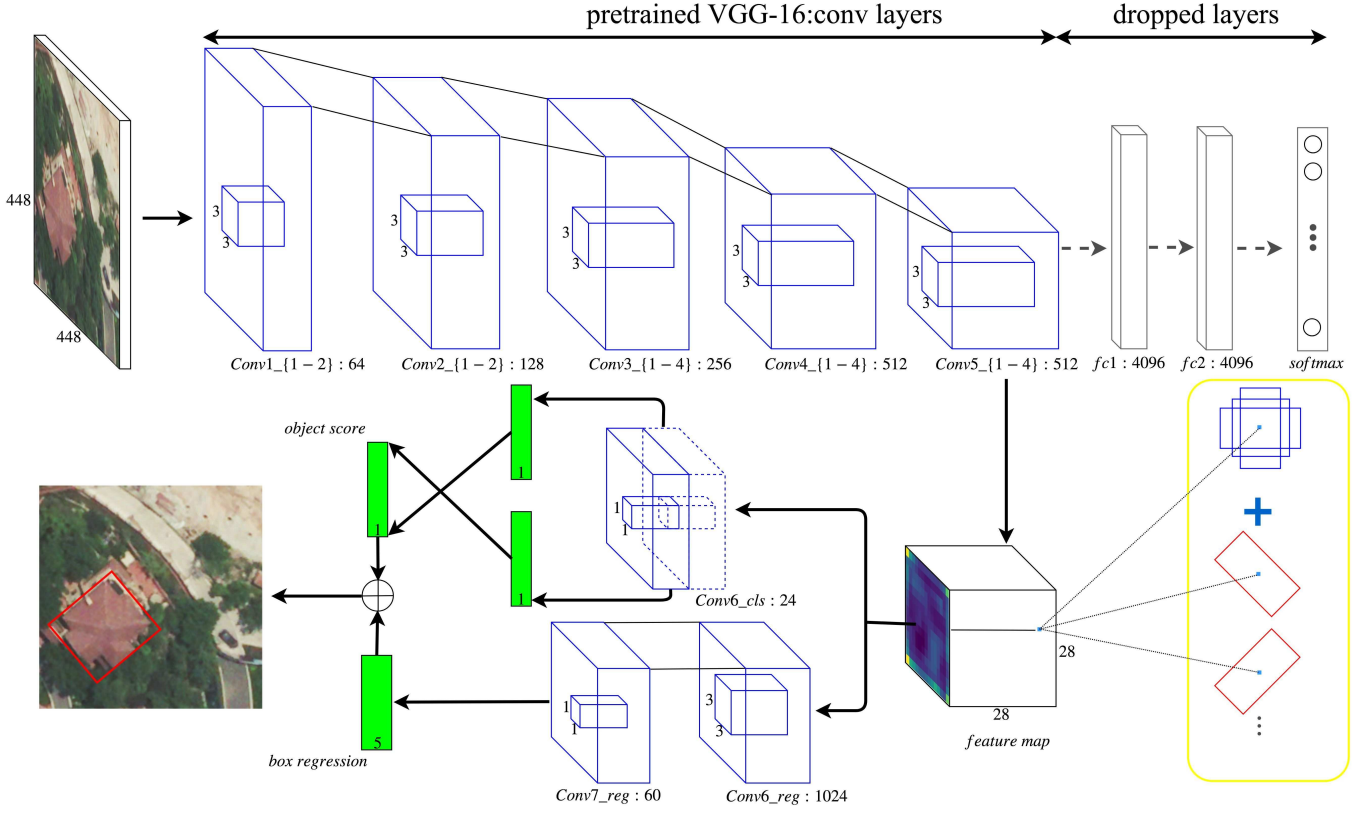 pretrained VGG-16:conv layers
dropped layers
448
448
3
3
3
3
3
3
3
3
3
3
Conv1_{1 − 2} : 64
Conv2_{1 − 2} : 128
Conv3_{1 − 4} : 256
Conv4_{1 − 4} : 512
Conv5_{1 − 4} : 512
fc1 : 4096
fc2 : 4096
softmax
object score
1
1
1
1
1
Conv6_cls : 24
28
28
feature map
1
1
3
3
5
box regression
Conv7_reg : 60
Conv6_reg : 1024